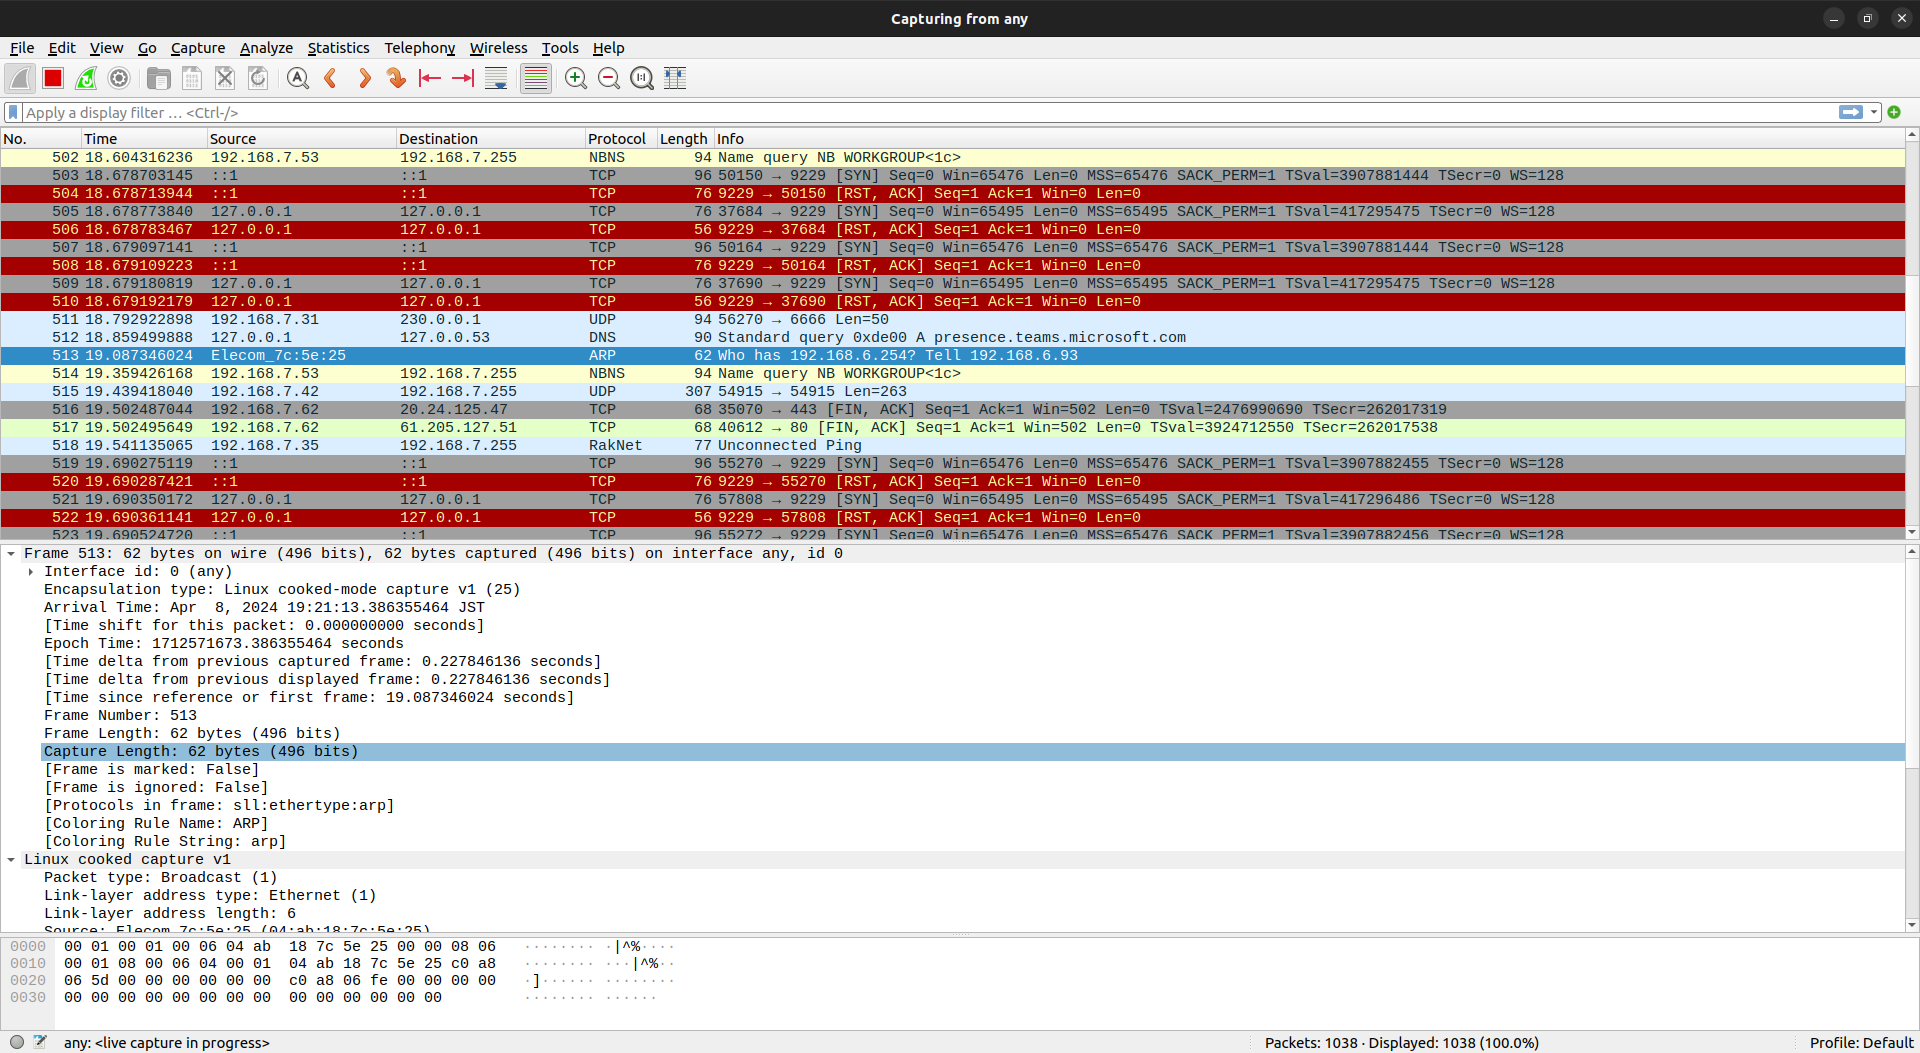 Capturing from any
File Edit View Go Capture Analyze Statistics Telephony Wireless Tools Help
Apply a display filter … <Ctrl-/>
No. Time Source Destination Protocol Length Info
502 18.604316236 192.168.7.53 192.168.7.255 NBNS 94 Name query NB WORKGROUP<1c>
503 18.678703145 ::1 ::1 TCP 96 50150 → 9229 [SYN] Seq=0 Win=65476 Len=0 MSS=65476 SACK_PERM=1 TSval=3907881444 TSecr=0 WS=128
504 18.678713944 ::1 ::1 TCP 76 9229 → 50150 [RST, ACK] Seq=1 Ack=1 Win=0 Len=0
505 18.678773840 127.0.0.1 127.0.0.1 TCP 76 37684 → 9229 [SYN] Seq=0 Win=65495 Len=0 MSS=65495 SACK_PERM=1 TSval=417295475 TSecr=0 WS=128
506 18.678783467 127.0.0.1 127.0.0.1 TCP 56 9229 → 37684 [RST, ACK] Seq=1 Ack=1 Win=0 Len=0
507 18.679097141 ::1 ::1 TCP 96 50164 → 9229 [SYN] Seq=0 Win=65476 Len=0 MSS=65476 SACK_PERM=1 TSval=3907881444 TSecr=0 WS=128
508 18.679109223 ::1 ::1 TCP 76 9229 → 50164 [RST, ACK] Seq=1 Ack=1 Win=0 Len=0
509 18.679180819 127.0.0.1 127.0.0.1 TCP 76 37690 → 9229 [SYN] Seq=0 Win=65495 Len=0 MSS=65495 SACK_PERM=1 TSval=417295475 TSecr=0 WS=128
510 18.679192179 127.0.0.1 127.0.0.1 TCP 56 9229 → 37690 [RST, ACK] Seq=1 Ack=1 Win=0 Len=0
511 18.792922898 192.168.7.31 230.0.0.1 UDP 94 56270 → 6666 Len=50
512 18.859499888 127.0.0.1 127.0.0.53 DNS 90 Standard query 0xde00 A presence.teams.microsoft.com
513 19.087346024 Elecom_7c:5e:25 ARP 62 Who has 192.168.6.254? Tell 192.168.6.93
514 19.359426168 192.168.7.53 192.168.7.255 NBNS 94 Name query NB WORKGROUP<1c>
515 19.439418040 192.168.7.42 192.168.7.255 UDP 307 54915 → 54915 Len=263
516 19.502487044 192.168.7.62 20.24.125.47 TCP 68 35070 → 443 [FIN, ACK] Seq=1 Ack=1 Win=502 Len=0 TSval=2476990690 TSecr=262017319
517 19.502495649 192.168.7.62 61.205.127.51 TCP 68 40612 → 80 [FIN, ACK] Seq=1 Ack=1 Win=502 Len=0 TSval=3924712550 TSecr=262017538
518 19.541135065 192.168.7.35 192.168.7.255 RakNet 77 Unconnected Ping
519 19.690275119 ::1 ::1 TCP 96 55270 → 9229 [SYN] Seq=0 Win=65476 Len=0 MSS=65476 SACK_PERM=1 TSval=3907882455 TSecr=0 WS=128
520 19.690287421 ::1 ::1 TCP 76 9229 → 55270 [RST, ACK] Seq=1 Ack=1 Win=0 Len=0
521 19.690350172 127.0.0.1 127.0.0.1 TCP 76 57808 → 9229 [SYN] Seq=0 Win=65495 Len=0 MSS=65495 SACK_PERM=1 TSval=417296486 TSecr=0 WS=128
522 19.690361141 127.0.0.1 127.0.0.1 TCP 56 9229 → 57808 [RST, ACK] Seq=1 Ack=1 Win=0 Len=0
523 19.690524720 ::1 ::1 TCP 96 55272 → 9229 [SYN] Seq=0 Win=65476 Len=0 MSS=65476 SACK_PERM=1 TSval=3907882456 TSecr=0 WS=128
Frame 513: 62 bytes on wire (496 bits), 62 bytes captured (496 bits) on interface any, id 0
Interface id: 0 (any)
Encapsulation type: Linux cooked-mode capture v1 (25)
Arrival Time: Apr  8, 2024 19:21:13.386355464 JST
[Time shift for this packet: 0.000000000 seconds]
Epoch Time: 1712571673.386355464 seconds
[Time delta from previous captured frame: 0.227846136 seconds]
[Time delta from previous displayed frame: 0.227846136 seconds]
[Time since reference or first frame: 19.087346024 seconds]
Frame Number: 513
Frame Length: 62 bytes (496 bits)
Capture Length: 62 bytes (496 bits)
[Frame is marked: False]
[Frame is ignored: False]
[Protocols in frame: sll:ethertype:arp]
[Coloring Rule Name: ARP]
[Coloring Rule String: arp]
Linux cooked capture v1
Packet type: Broadcast (1)
Link-layer address type: Ethernet (1)
Link-layer address length: 6
Source: Elecom_7c:5e:25 (04:ab:18:7c:5e:25)
0000 00 01 00 01 00 06 04 ab 18 7c 5e 25 00 00 08 06 ········ ·|^%····
0010 00 01 08 00 06 04 00 01 04 ab 18 7c 5e 25 c0 a8 ········ ···|^%··
0020 06 5d 00 00 00 00 00 00 c0 a8 06 fe 00 00 00 00 ·]······ ········
0030 00 00 00 00 00 00 00 00 00 00 00 00 00 00 ········ ······
any: <live capture in progress> Packets: 1038 · Displayed: 1038 (100.0%) Profile: Default